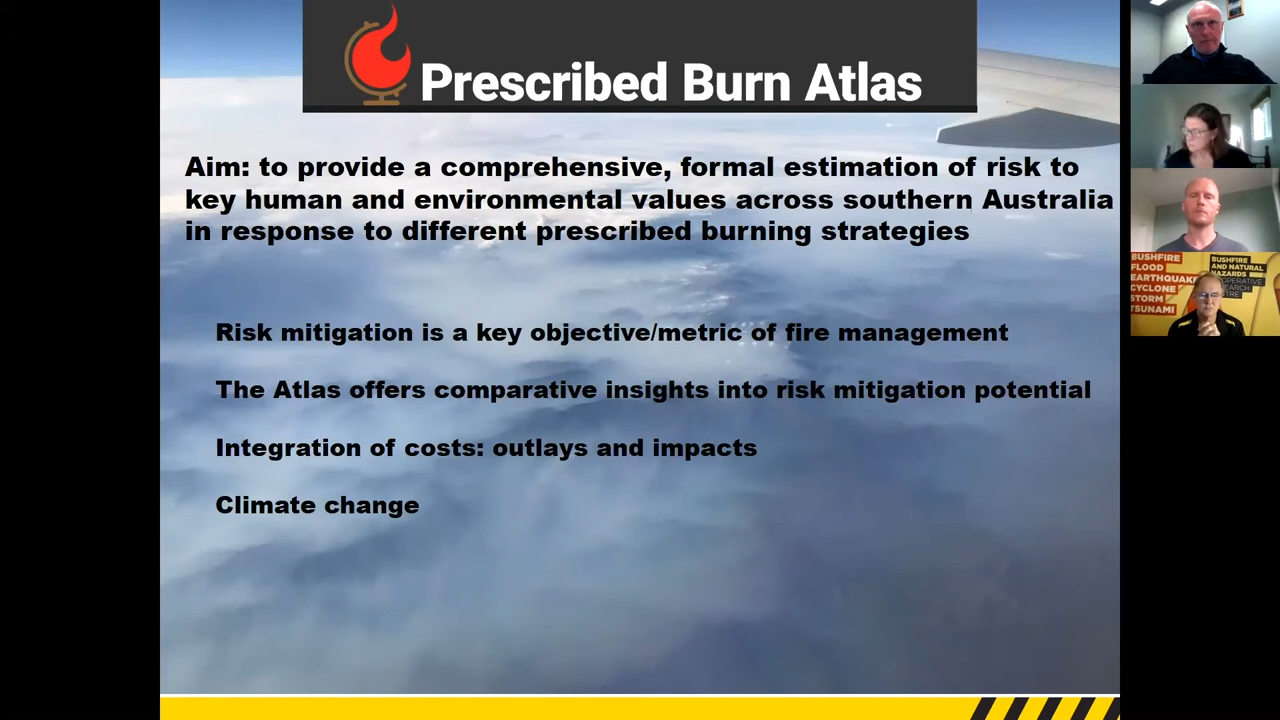 Prescribed Burn Atlas
Aim: to provide a comprehensive, formal estimation of risk to
key human and environmental values across southern Australia
in response to different prescribed burning strategies
Risk mitigation is a key objective/metric of fire management
The Atlas offers comparative insights into risk mitigation potential
Integration of costs: outlays and impacts
Climate change
BUSHFIRE
FLOOD
EARTHQUAKE
CYCLONE
STORM
TSUNAMI
BUSHFIRE
AND NATURAL
HAZARDS